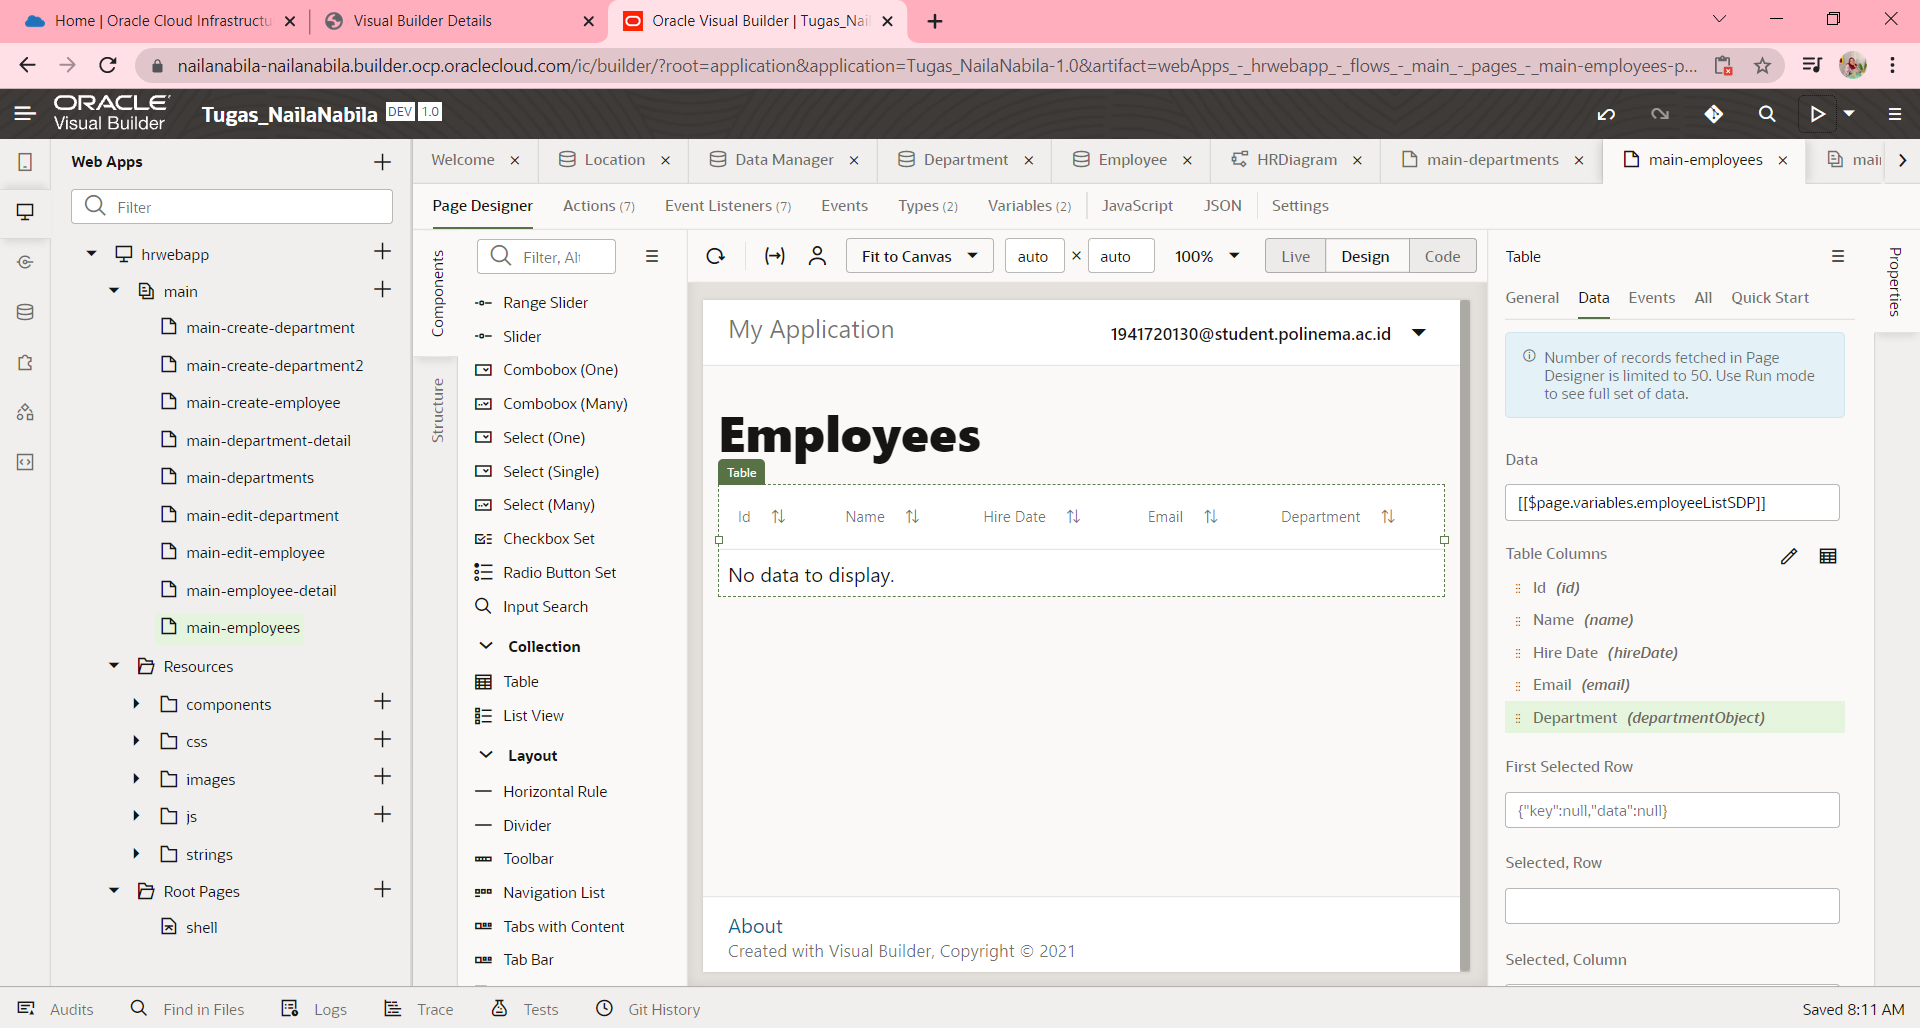 Home | Oracle Cloud Infrastructu
Visual Builder Details
Oracle Visual Builder | Tugas_Nail
nailanabila-nailanabila.builder.ocp.oraclecloud.com/ic/builder/?root=application&application=Tugas_NailaNabila-1.0&artifact=webApps_-_hrwebapp_-_flows_-_main_-_pages_-_main-employees-p...
ORACLE
Visual Builder
Tugas_NailaNabila
DEV
1.0
Web Apps
Filter
hrwebapp
main
main-create-department
main-create-department2
main-create-employee
main-department-detail
main-departments
main-edit-department
main-edit-employee
main-employee-detail
main-employees
Resources
components
css
images
js
strings
Root Pages
shell
Welcome
Location
Data Manager
Department
Employee
HRDiagram
main-departments
main-employees
mai
Page Designer
Actions (7)
Event Listeners (7)
Events
Types (2)
Variables (2)
JavaScript
JSON
Settings
Components
Structure
Filter, Al
Range Slider
Slider
Combobox (One)
Combobox (Many)
Select (One)
Select (Single)
Select (Many)
Checkbox Set
Radio Button Set
Input Search
Collection
Table
List View
Layout
Horizontal Rule
Divider
Toolbar
Navigation List
Tabs with Content
Tab Bar
Fit to Canvas
auto
×
auto
100%
Live
Design
Code
My Application
1941720130@student.polinema.ac.id
Employees
Table
Id
Name
Hire Date
Email
Department
No data to display.
About
Created with Visual Builder, Copyright © 2021
Table
General
Data
Events
All
Quick Start
Number of records fetched in Page
Designer is limited to 50. Use Run mode
to see full set of data.
Data
[[$page.variables.employeeListSDP]]
Table Columns
Id (id)
Name (name)
Hire Date (hireDate)
Email (email)
Department (departmentObject)
First Selected Row
{"key":null,"data":null}
Selected, Row
Selected, Column
Properties
Audits
Find in Files
Logs
Trace
Tests
Git History
Saved 8:11 AM